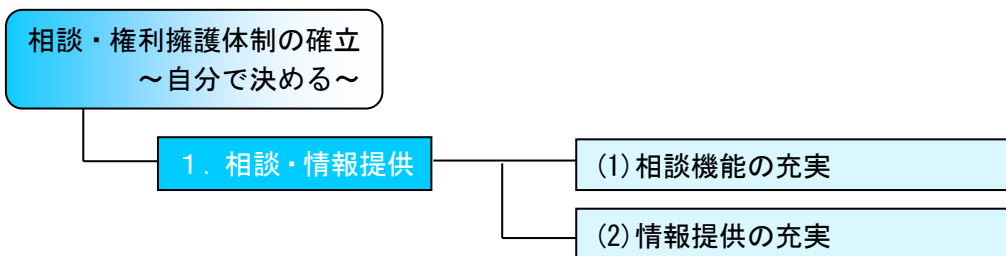 相談・権利擁護体制の確立
～自分で決める～
１．相談・情報提供
(1)相談機能の充実
(2)情報提供の充実